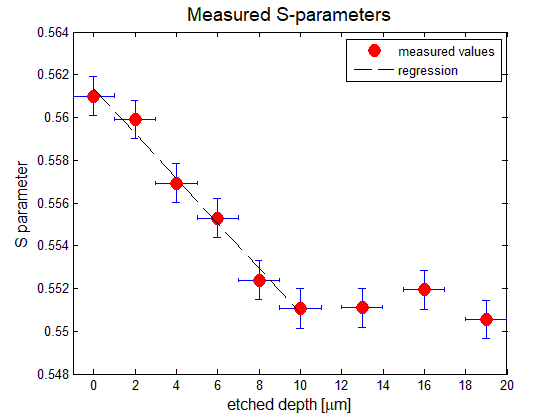 Measured S-parameters
0.564
0.562
0.56
0.558
0.556
0.554
0.552
0.55
0.548
S parameter
measured values
regression
0 2 4 6 8 10 12 14 16 18 20
etched depth [μm]